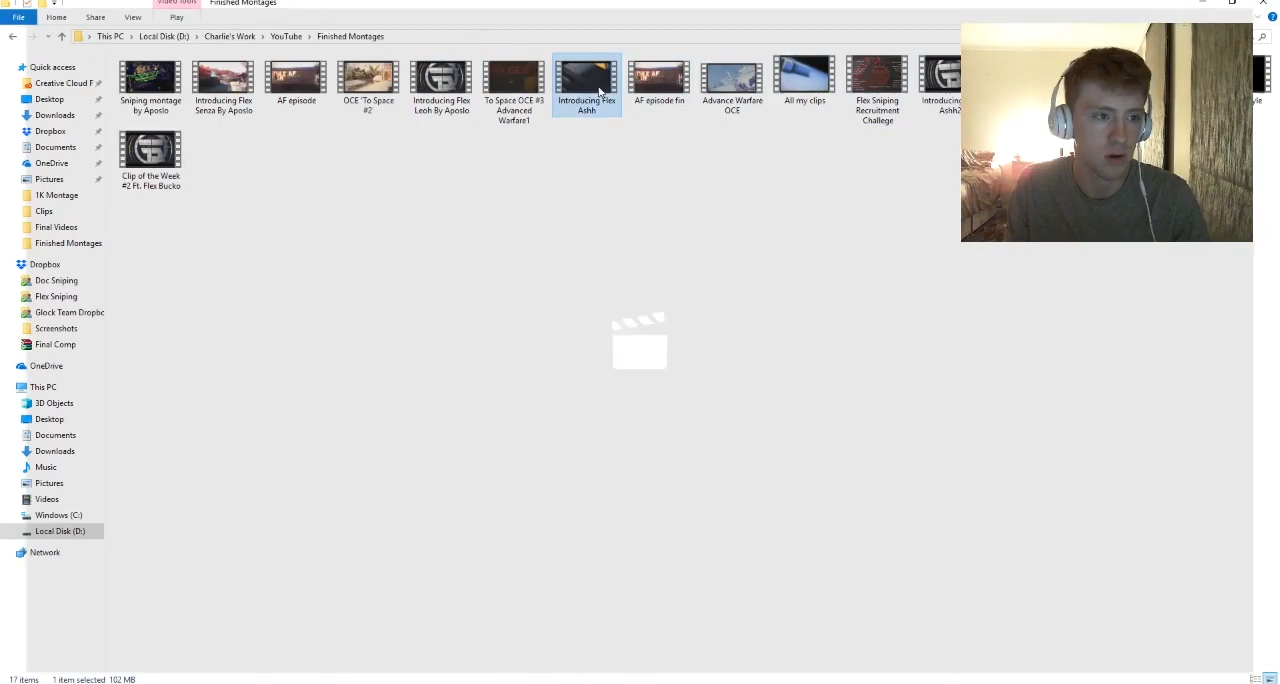 Video Tools
Finished Montages
File
Home
Share
View
Play
This PC
Local Disk (D:)
Charlie's Work
YouTube
Finished Montages
Quick access
Creative Cloud F
Desktop
Downloads
Dropbox
Documents
OneDrive
Pictures
1K Montage
Clips
Final Videos
Finished Montages
Dropbox
Doc Sniping
Flex Sniping
Glock Team Dropbc
Screenshots
Final Comp
OneDrive
This PC
3D Objects
Desktop
Documents
Downloads
Music
Pictures
Videos
Windows (C:)
Local Disk (D:)
Network
Sniping montage
by Aposlo
Introducing Flex
Senza By Aposlo
AF episode
OCE 'To Space
#2'
Introducing Flex
Leoh By Aposlo
To Space OCE #3
Advanced
Warfare1
Introducing Flex
Ashh
AF episode fin
Advance Warfare
OCE
All my clips
Flex Sniping
Recruitment
Challege
Introducing
Ashh2
yle
Clip of the Week
#2 Ft. Flex Bucko
17 items
1 item selected 102 MB